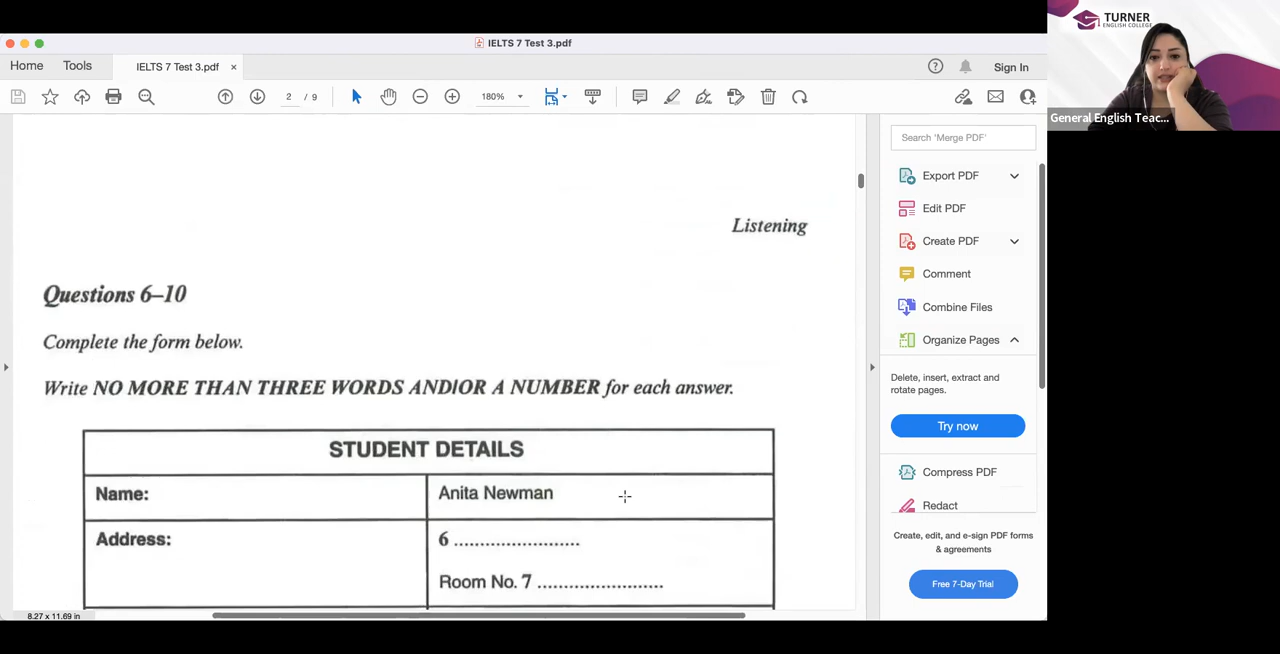 IELTS 7 Test 3.pdf
Home Tools IELTS 7 Test 3.pdf × Sign In
2 / 9 180%
Listening
Questions 6–10
Complete the form below.
Write NO MORE THAN THREE WORDS AND/OR A NUMBER for each answer.
STUDENT DETAILS
Name: Anita Newman
Address: 6 ........................
Room No. 7 ........................
8.27 x 11.69 in
Search 'Merge PDF'
Export PDF
Edit PDF
Create PDF
Comment
Combine Files
Organize Pages
Delete, insert, extract and
rotate pages.
Try now
Compress PDF
Redact
Convert, edit, and e-sign PDF forms
& agreements
Free 7-Day Trial
TURNER
ENGLISH COLLEGE
General English Teac...